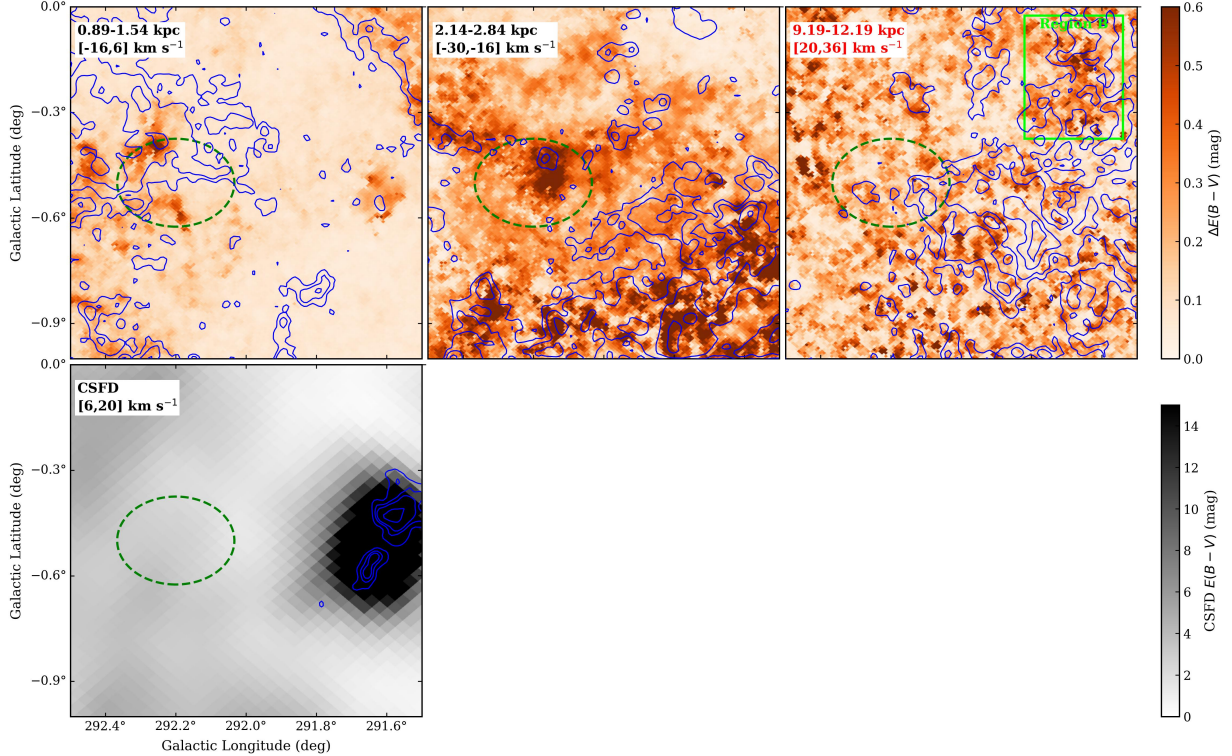 0.89-1.54 kpc
[-16,6] km s⁻¹
2.14-2.84 kpc
[-30,-16] km s⁻¹
9.19-12.19 kpc
[20,36] km s⁻¹
Region B
0.0°
−0.3°
−0.6°
−0.9°
Galactic Latitude (deg)
0.6
0.5
0.4
0.3
0.2
0.1
0.0
ΔE(B − V) (mag)
CSFD
[6,20] km s⁻¹
0.0°
−0.3°
−0.6°
−0.9°
Galactic Latitude (deg)
292.4 292.2 292.0 291.8 291.6
Galactic Longitude (deg)
14
12
10
8
6
4
2
0
CSFD E(B − V) (mag)